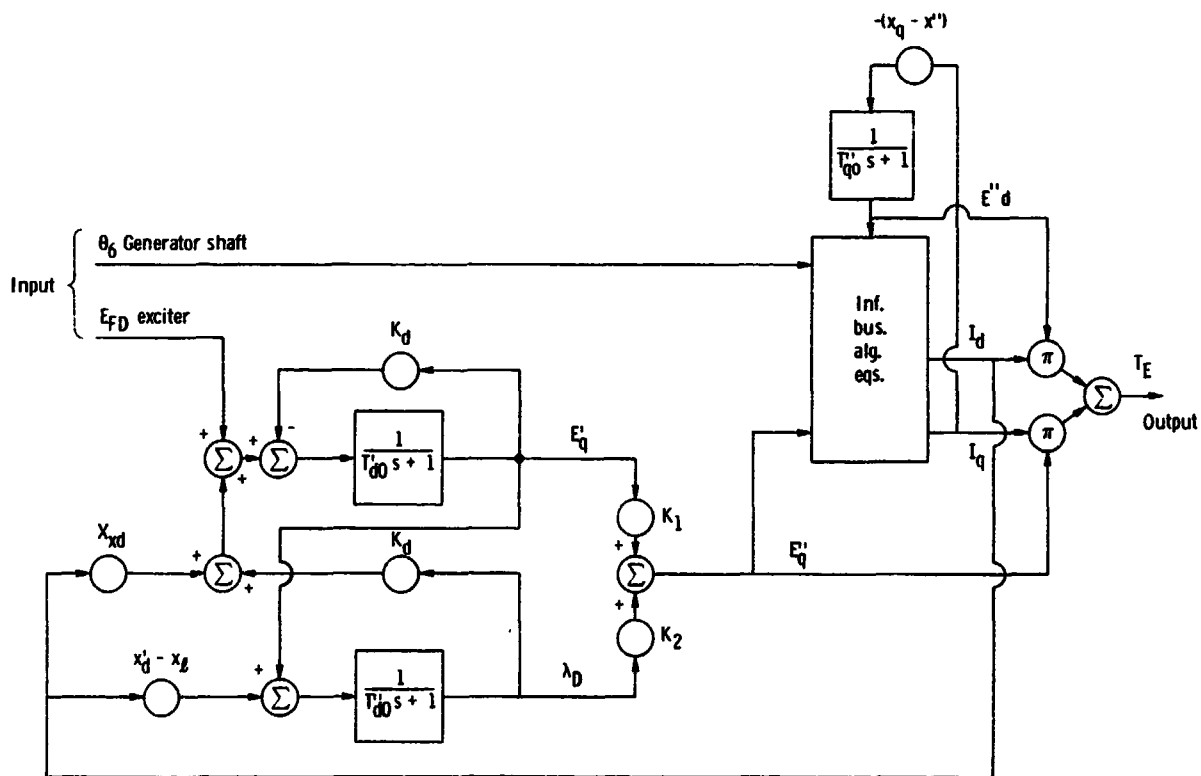 -(x_q - x'')
1
T''_q0 s + 1
E''d
θ_6 Generator shaft
Input
E_FD exciter
Inf.
bus.
alg.
eqs.
K_d
I_d
π
T_E
Σ
Output
π
I_q
-
+
+
Σ
Σ
+
1
T'_d0 s + 1
E'_q
K_1
X_xd
+
Σ
+
K_d
+
Σ
+
E''_q
K_2
x'_d - x_ℓ
+
Σ
1
T''_d0 s + 1
λ_D